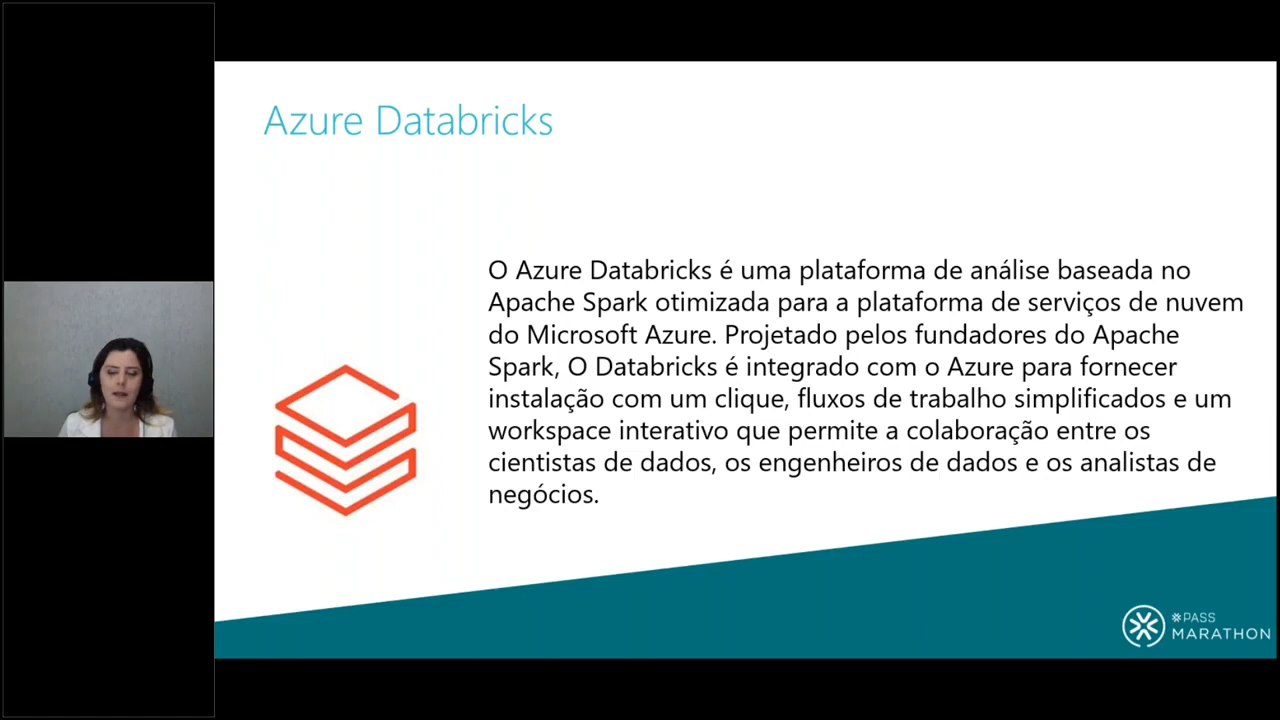 Azure Databricks
O Azure Databricks é uma plataforma de análise baseada no
Apache Spark otimizada para a plataforma de serviços de nuvem
do Microsoft Azure. Projetado pelos fundadores do Apache
Spark, O Databricks é integrado com o Azure para fornecer
instalação com um clique, fluxos de trabalho simplificados e um
workspace interativo que permite a colaboração entre os
cientistas de dados, os engenheiros de dados e os analistas de
negócios.
PASS
MARATHON